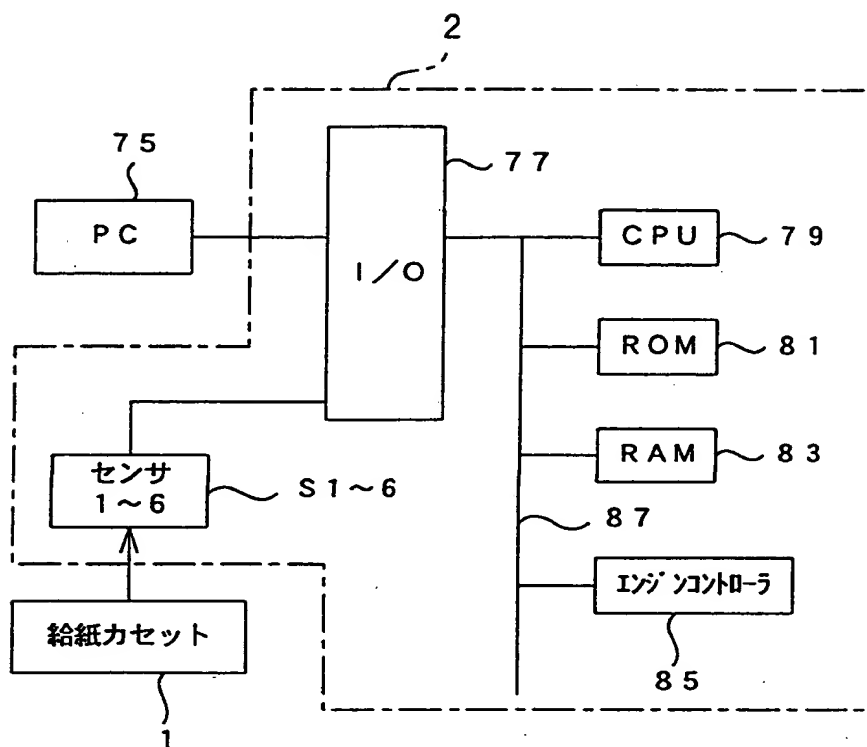 2
75
PC
77
I/O
CPU
79
ROM
81
RAM
83
センサ
1~6
S1~6
87
エンジンコントローラ
85
給紙カセット
1